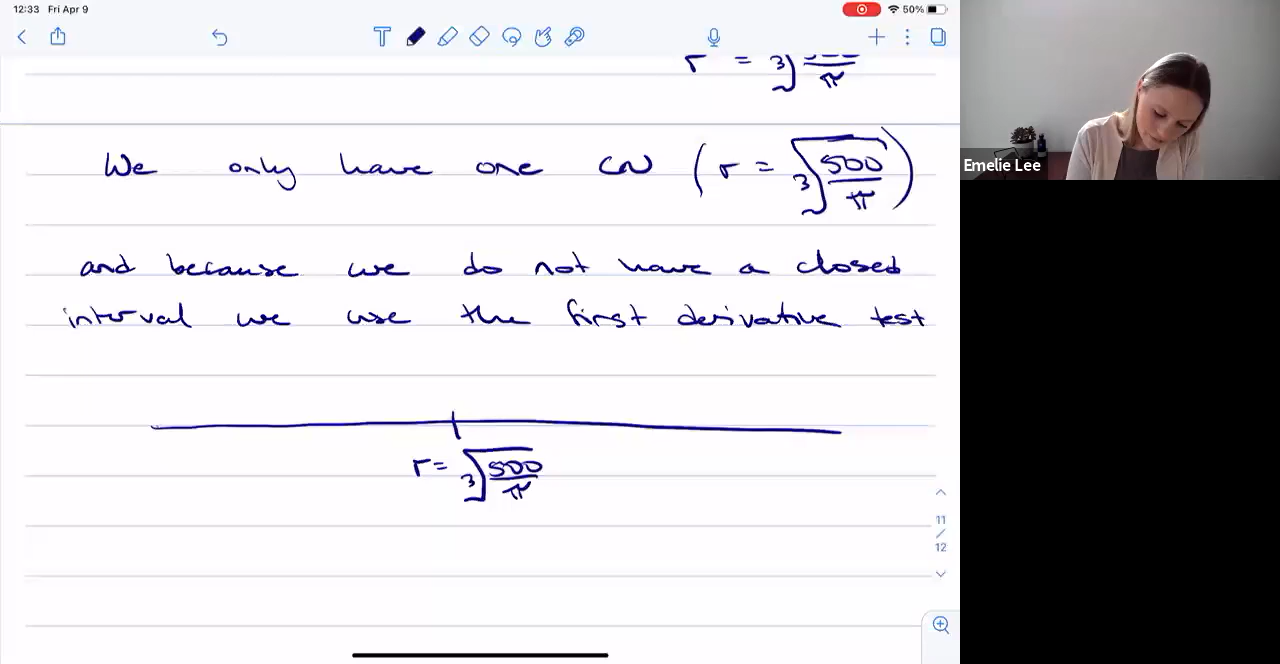 12:33 Fri Apr 9
50%
r = ∛(500/π)
We only have one CN (r = ∛(500/π))
Emelie Lee
and because we do not have a closed
interval we use the first derivative test
r = ∛(500/π)
11
/
12